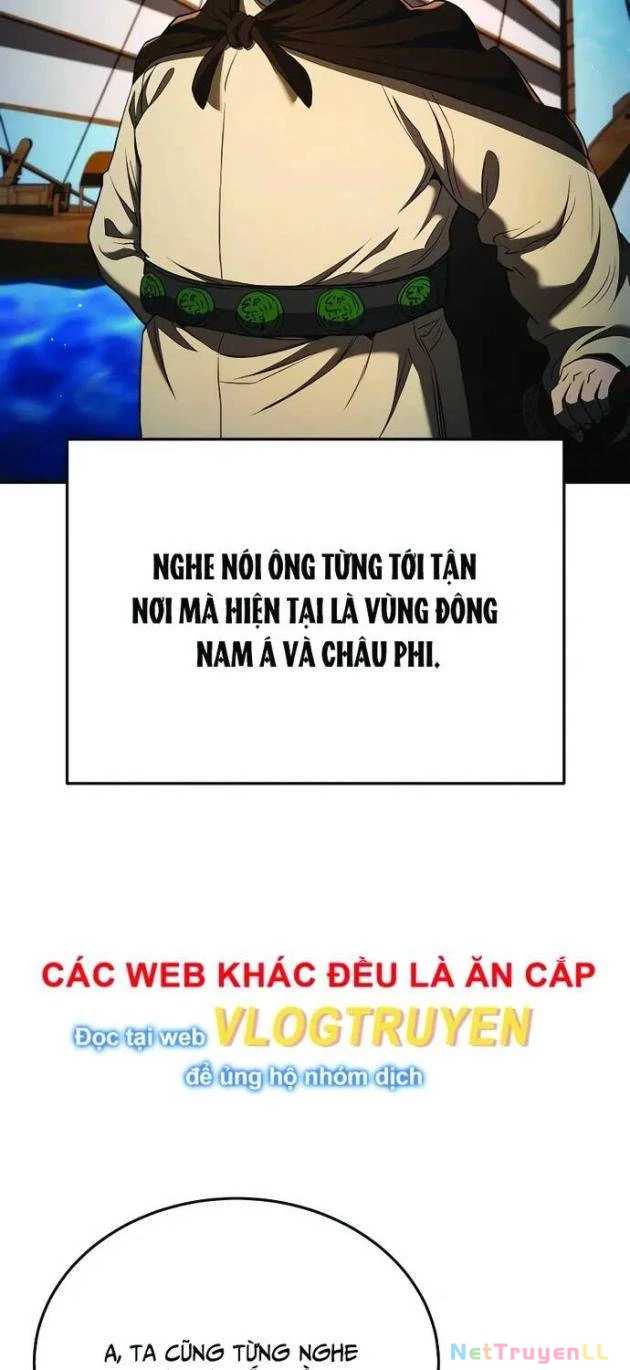 NGHE NÓI ÔNG TỪNG TỚI TẬN
NƠI MÀ HIỆN TẠI LÀ VÙNG ĐÔNG
NAM Á VÀ CHÂU PHI.
CÁC WEB KHÁC ĐỀU LÀ ĂN CẮP
Đọc tại web VLOGTRUYEN
để ủng hộ nhóm dịch
A, TA CŨNG TỪNG NGHE
NetTruyenLL